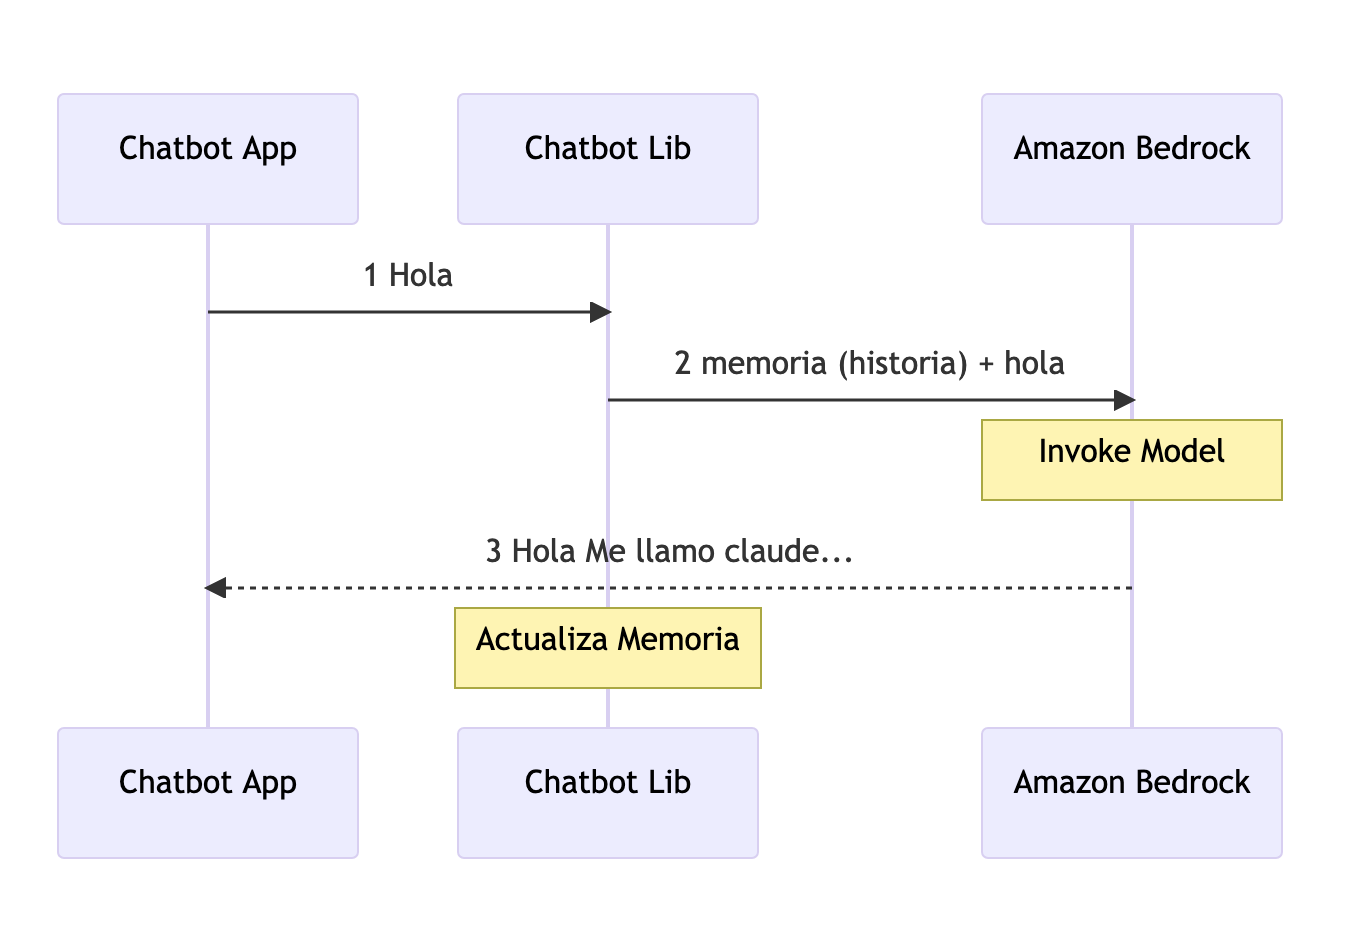 Chatbot App
Chatbot Lib
Amazon Bedrock
1 Hola
2 memoria (historia) + hola
Invoke Model
3 Hola Me llamo claude...
Actualiza Memoria
Chatbot App
Chatbot Lib
Amazon Bedrock